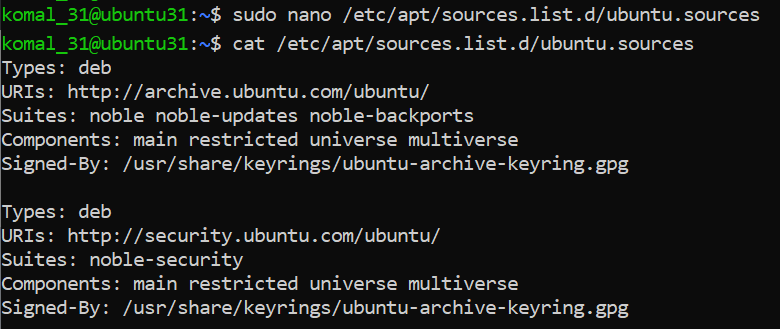 komal_31@ubuntu31:~$ sudo nano /etc/apt/sources.list.d/ubuntu.sources
komal_31@ubuntu31:~$ cat /etc/apt/sources.list.d/ubuntu.sources
Types: deb
URIs: http://archive.ubuntu.com/ubuntu/
Suites: noble noble-updates noble-backports
Components: main restricted universe multiverse
Signed-By: /usr/share/keyrings/ubuntu-archive-keyring.gpg

Types: deb
URIs: http://security.ubuntu.com/ubuntu/
Suites: noble-security
Components: main restricted universe multiverse
Signed-By: /usr/share/keyrings/ubuntu-archive-keyring.gpg